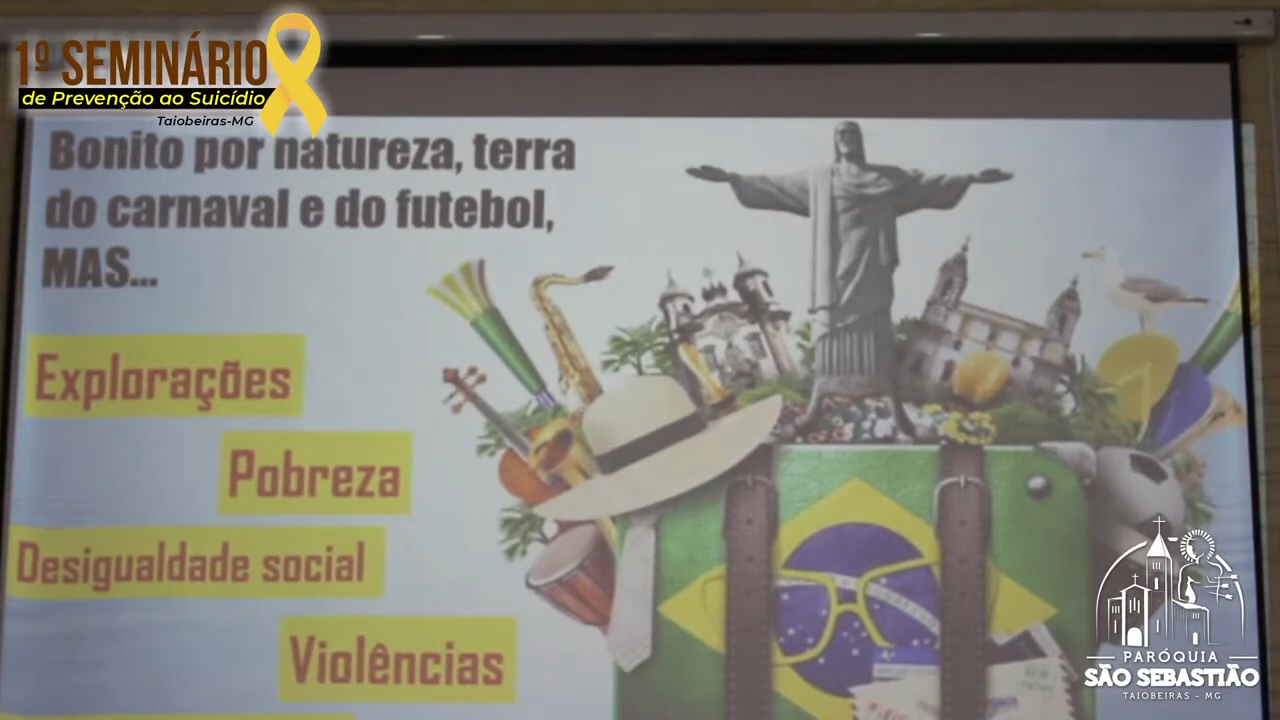 1º SEMINÁRIO
de Prevenção ao Suicídio
Taiobeiras-MG
Bonito por natureza, terra
do carnaval e do futebol,
MAS...
Explorações
Pobreza
Desigualdade social
Violências
PARÓQUIA
SÃO SEBASTIÃO
TAIOBEIRAS - MG